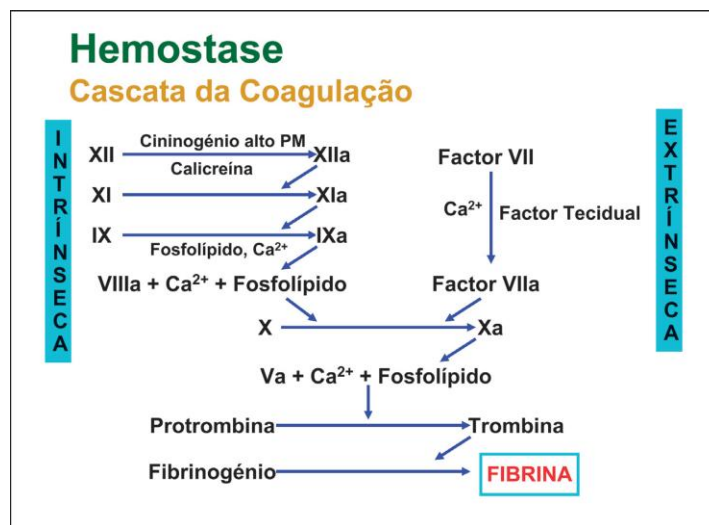 Hemostase
Cascata da Coagulação
INTRÍNSECA
EXTRÍNSECA
XII Cininogénio alto PM XIIa
Calicreína
Factor VII
XI XIa
Ca²⁺ Factor Tecidual
IX IXa
Fosfolípido, Ca²⁺
VIIIa + Ca²⁺ + Fosfolípido
Factor VIIa
X Xa
Va + Ca²⁺ + Fosfolípido
Protrombina Trombina
Fibrinogénio FIBRINA